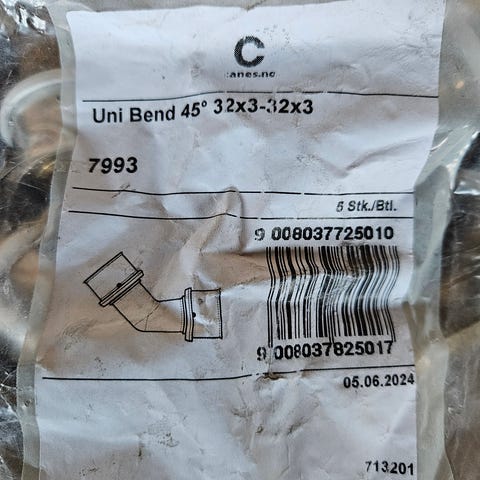 C
canes.no
Uni Bend 45° 32x3-32x3
7993
5 Stk./Btl.
9 008037725010
9 008037825017
05.06.2024
713201